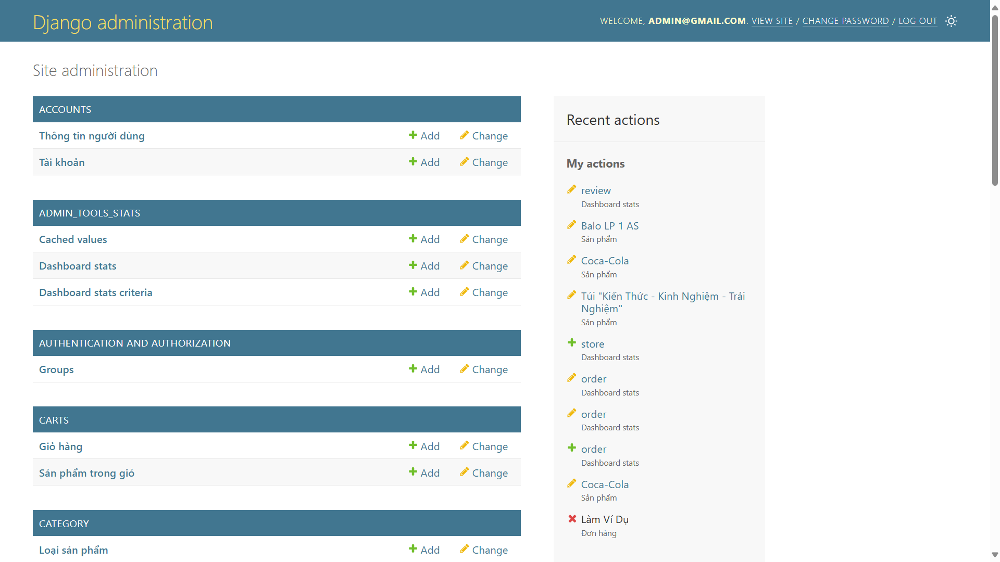 Django administration
WELCOME, ADMIN@GMAIL.COM. VIEW SITE / CHANGE PASSWORD / LOG OUT
Site administration
ACCOUNTS
Thông tin người dùng Add Change
Tài khoản Add Change
ADMIN_TOOLS_STATS
Cached values Add Change
Dashboard stats Add Change
Dashboard stats criteria Add Change
AUTHENTICATION AND AUTHORIZATION
Groups Add Change
CARTS
Giỏ hàng Add Change
Sản phẩm trong giỏ Add Change
CATEGORY
Loại sản phẩm Add Change
Recent actions
My actions
review
Dashboard stats
Balo LP 1 AS
Sản phẩm
Coca-Cola
Sản phẩm
Túi "Kiến Thức - Kinh Nghiệm - Trải
Nghiệm"
Sản phẩm
store
Dashboard stats
order
Dashboard stats
order
Dashboard stats
order
Dashboard stats
Coca-Cola
Sản phẩm
Làm Ví Dụ
Đơn hàng